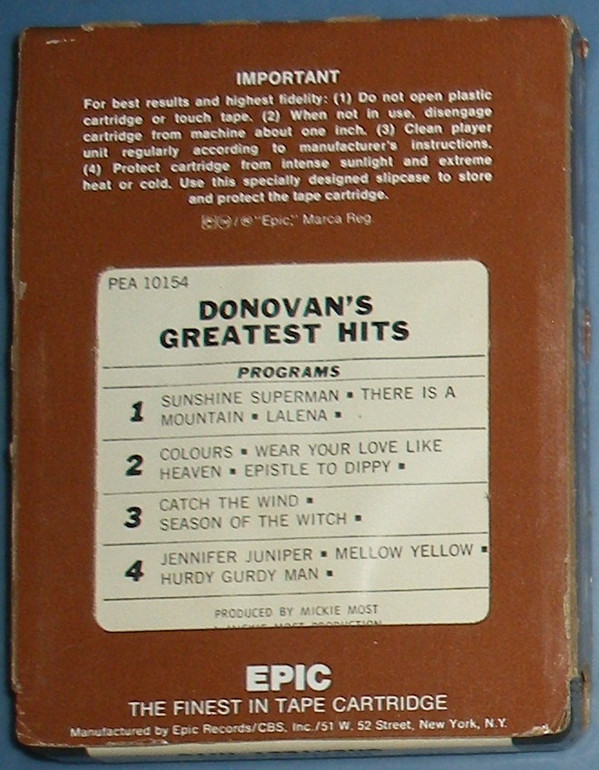 IMPORTANT
For best results and highest fidelity: (1) Do not open plastic
cartridge or touch tape. (2) When not in use, disengage
cartridge from machine about one inch. (3) Clean player
unit regularly according to manufacturer's instructions.
(4) Protect cartridge from intense sunlight and extreme
heat or cold. Use this specially designed slipcase to store
and protect the tape cartridge.
"Epic," Marca Reg.
PEA 10154
DONOVAN'S
GREATEST HITS
PROGRAMS
1 SUNSHINE SUPERMAN ▪ THERE IS A
MOUNTAIN ▪ LALENA ▪
2 COLOURS ▪ WEAR YOUR LOVE LIKE
HEAVEN ▪ EPISTLE TO DIPPY ▪
3 CATCH THE WIND ▪
SEASON OF THE WITCH ▪
4 JENNIFER JUNIPER ▪ MELLOW YELLOW ▪
HURDY GURDY MAN ▪
PRODUCED BY MICKIE MOST
MICKIE MOST PRODUCTION
EPIC
THE FINEST IN TAPE CARTRIDGE
Manufactured by Epic Records/CBS, Inc./51 W. 52 Street, New York, N.Y.